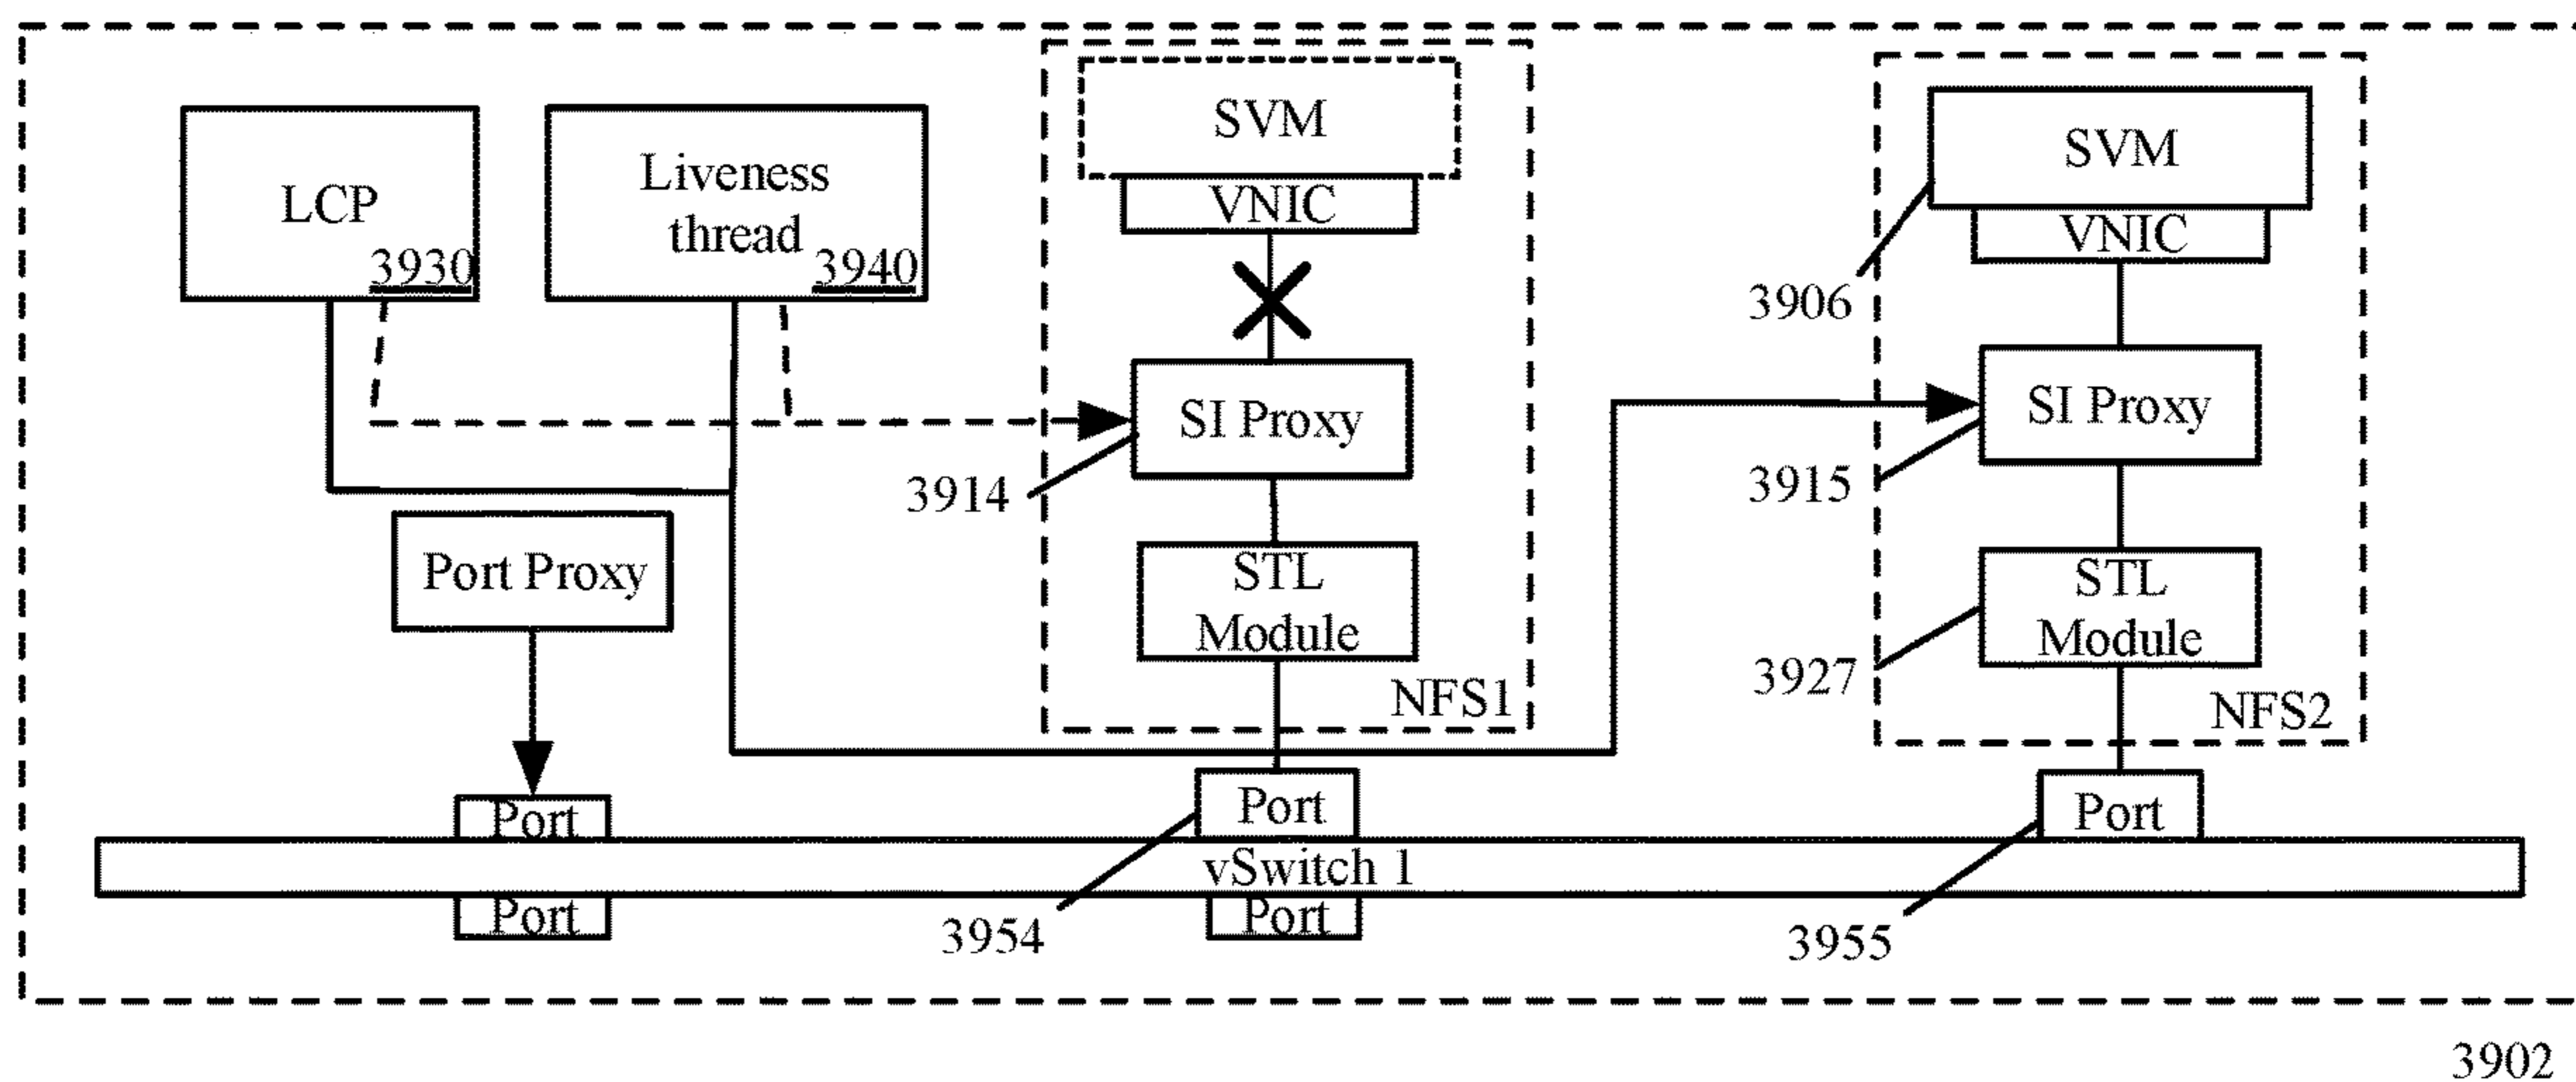 SVM
SVM
Liveness
thread
LCP
VNIC
VNIC
3930
3940
3906
SI Proxy
SI Proxy
3914
3915
Port Proxy
STL
Module
STL
Module
3927
NFS1
NFS2
Port
Port
Port
vSwitch 1
Port
Port
3954
3955
3902